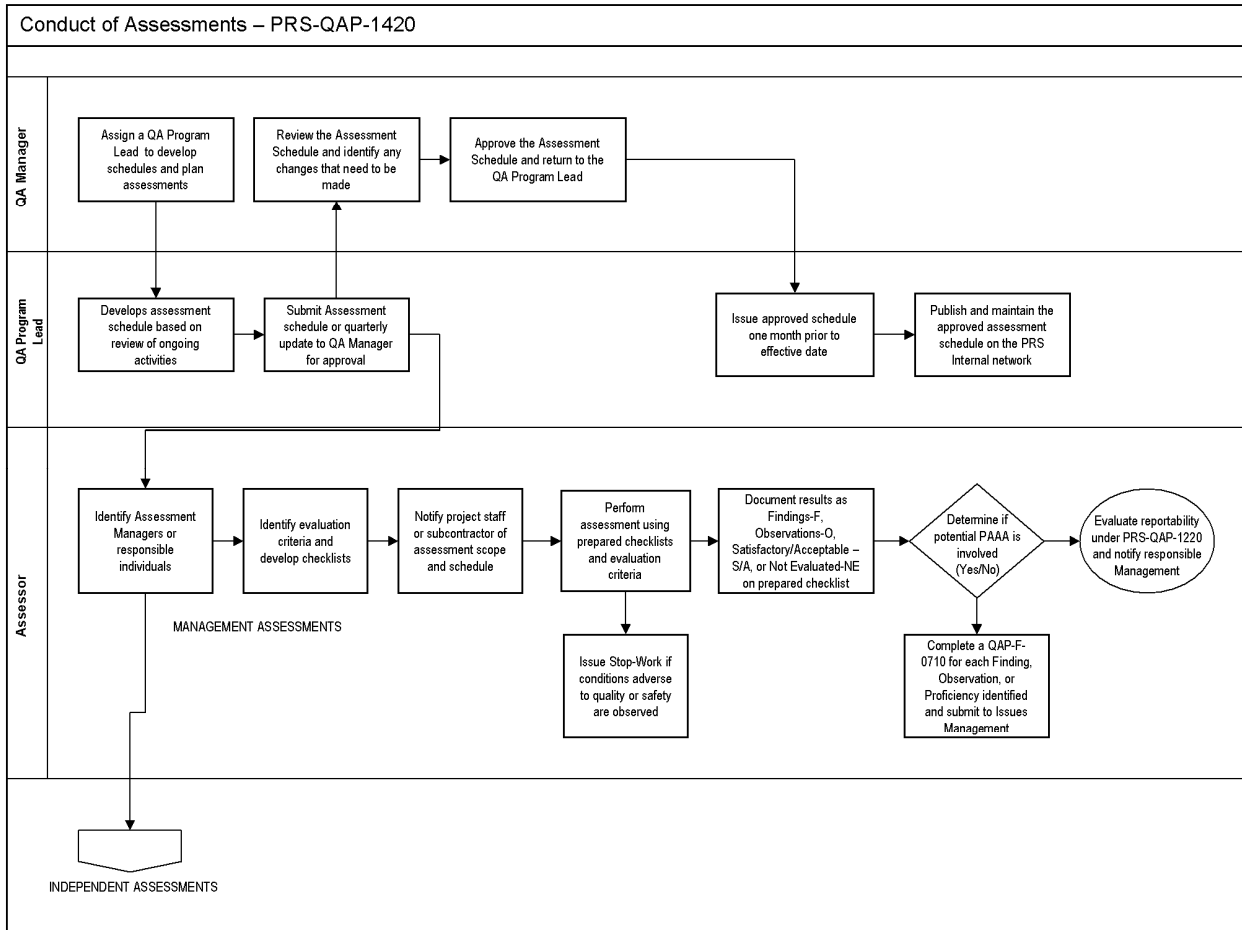 Conduct of Assessments – PRS-QAP-1420
QA Manager
Assign a QA Program
Lead to develop
schedules and plan
assessments
Review the Assessment
Schedule and identify any
changes that need to be
made
Approve the Assessment
Schedule and return to the
QA Program Lead
QA Program
Lead
Develops assessment
schedule based on
review of ongoing
activities
Submit Assessment
schedule or quarterly
update to QA Manager
for approval
Issue approved schedule
one month prior to
effective date
Publish and maintain the
approved assessment
schedule on the PRS
Internal network
Assessor
Identify Assessment
Managers or
responsible
individuals
Identify evaluation
criteria and
develop checklists
Notify project staff
or subcontractor of
assessment scope
and schedule
Perform
assessment using
prepared checklists
and evaluation
criteria
Document results as
Findings-F,
Observations-O,
Satisfactory/Acceptable –
S/A, or Not Evaluated-NE
on prepared checklist
Determine if
potential PAAA is
involved
(Yes/No)
Evaluate reportability
under PRS-QAP-1220
and notify responsible
Management
MANAGEMENT ASSESSMENTS
Issue Stop-Work if
conditions adverse
to quality or safety
are observed
Complete a QAP-F-
0710 for each Finding,
Observation, or
Proficiency identified
and submit to Issues
Management
INDEPENDENT ASSESSMENTS